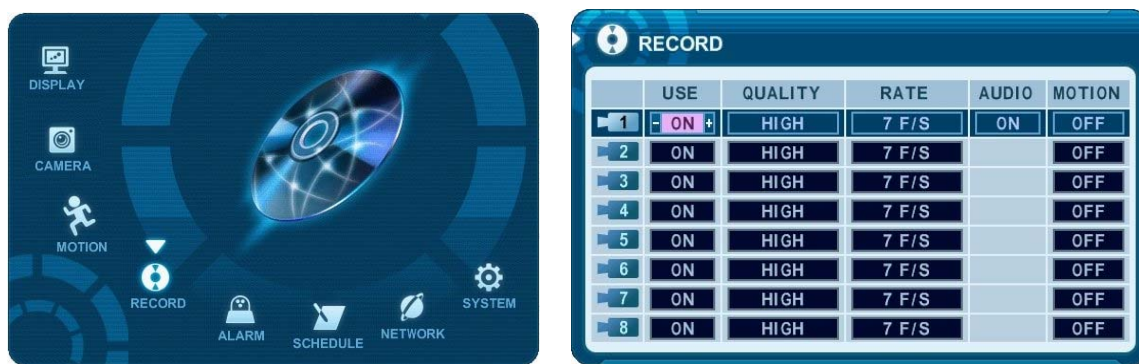 DISPLAY
CAMERA
MOTION
RECORD
ALARM
SCHEDULE
NETWORK
SYSTEM
RECORD
USE QUALITY RATE AUDIO MOTION
1 - ON + HIGH 7 F/S ON OFF
2 ON HIGH 7 F/S OFF
3 ON HIGH 7 F/S OFF
4 ON HIGH 7 F/S OFF
5 ON HIGH 7 F/S OFF
6 ON HIGH 7 F/S OFF
7 ON HIGH 7 F/S OFF
8 ON HIGH 7 F/S OFF